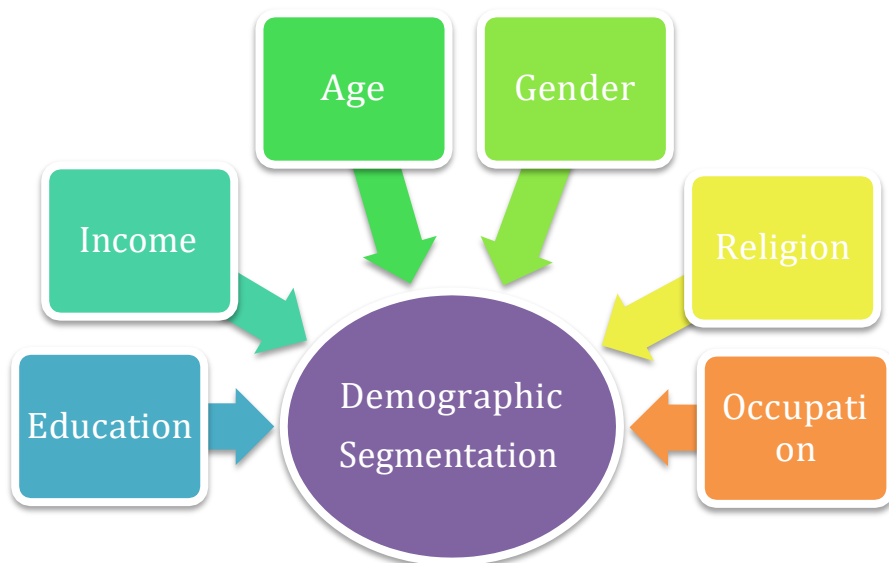 Age
Gender
Income
Religion
Education
Demographic
Segmentation
Occupati
on